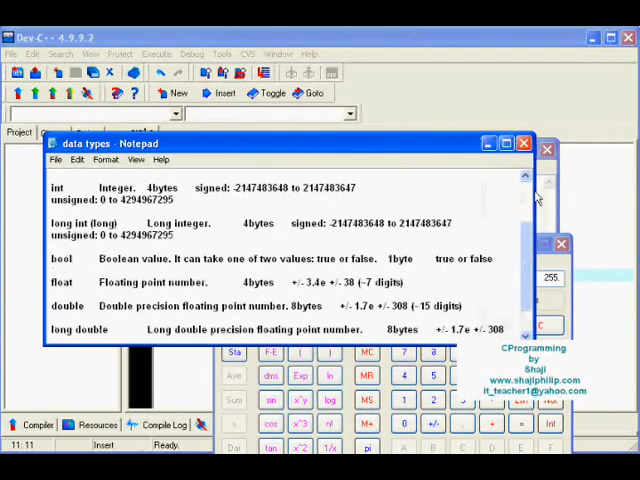 Dev-C++ 4.9.9.2
File Edit Search View Project Execute Debug Tools CVS Window Help
New Insert Toggle Goto
Project
data types - Notepad
File Edit Format View Help
int Integer. 4bytes signed: -2147483648 to 2147483647
unsigned: 0 to 4294967295
long int (long) Long integer. 4bytes signed: -2147483648 to 2147483647
unsigned: 0 to 4294967295
bool Boolean value. It can take one of two values: true or false. 1byte true or false
255.
float Floating point number. 4bytes +/- 3.4e +/- 38 (~7 digits)
double Double precision floating point number. 8bytes +/- 1.7e +/- 308 (~15 digits)
C
long double Long double precision floating point number. 8bytes +/- 1.7e +/- 308
CProgramming
by
Shaji
www.shajiphilip.com
it_teacher1@yahoo.com
Sta F-E ( ) MC 7 8
Ave dms Exp ln MR 4 5
Sum sin x^y log MS 1 2 3
s cos x^3 n! M+ 0 +/- . + = Int
Dat tan x^2 1/x pi A B C D E F
Compiler Resources Compile Log
11: 11 Insert Ready.